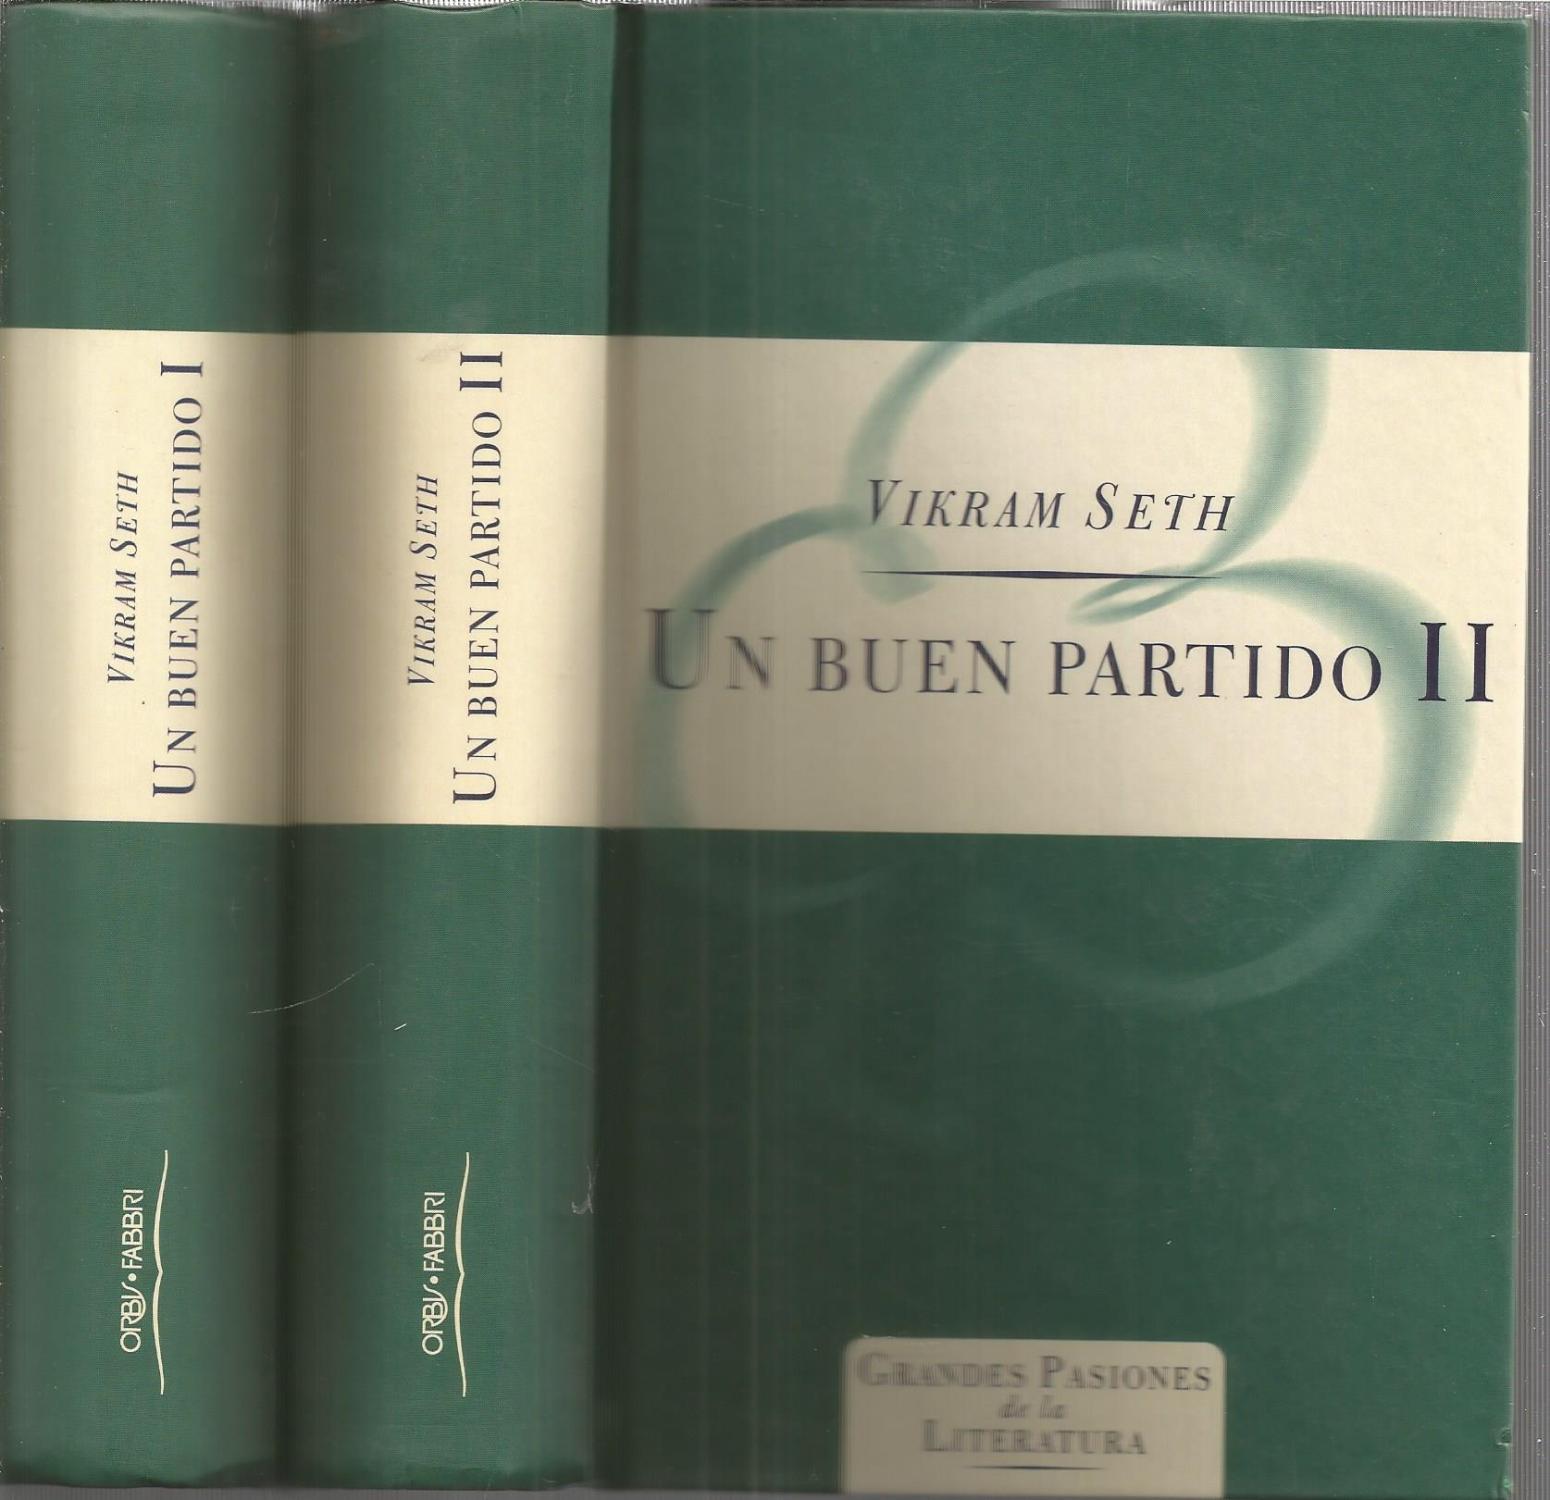 VIKRAM SETH
UN BUEN PARTIDO I
ORBIS • FABBRI
VIKRAM SETH
UN BUEN PARTIDO II
ORBIS • FABBRI
VIKRAM SETH
UN BUEN PARTIDO II
GRANDES PASIONES
de la
LITERATURA